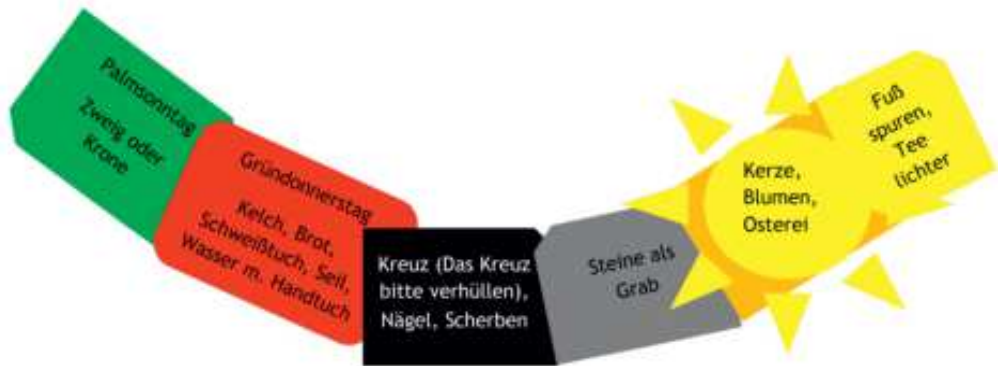 Palmsonntag
Zweig oder
Krone
Gründonnerstag
Kelch, Brot,
Schweißtuch, Seil,
Wasser m. Handtuch
Kreuz (Das Kreuz
bitte verhüllen),
Nägel, Scherben
Steine als
Grab
Kerze,
Blumen,
Osterei
Fuß
spuren,
Tee
lichter